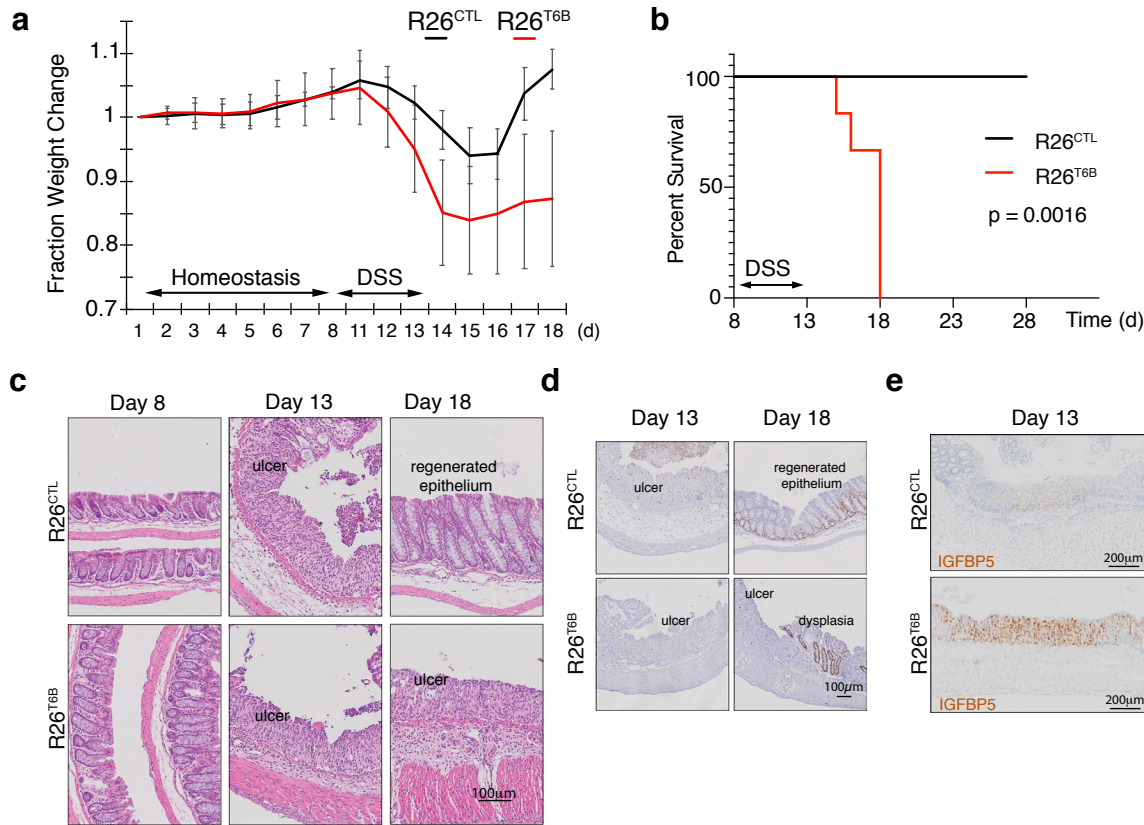 a
R26CTL R26T6B
1.1
1
0.9
0.8
0.7
Fraction Weight Change
Homeostasis DSS
1 2 3 4 5 6 7 8 11 12 13 14 15 16 17 18 (d)
b
100
50
0
Percent Survival
R26CTL
R26T6B
p = 0.0016
DSS
8 13 18 23 28 Time (d)
c
Day 8 Day 13 Day 18
R26CTL
ulcer
regenerated
epithelium
R26T6B
ulcer
ulcer
100μm
d
Day 13 Day 18
R26CTL
ulcer
regenerated
epithelium
R26T6B
ulcer
ulcer
dysplasia
100μm
e
Day 13
R26CTL
IGFBP5
200μm
R26T6B
IGFBP5
200μm